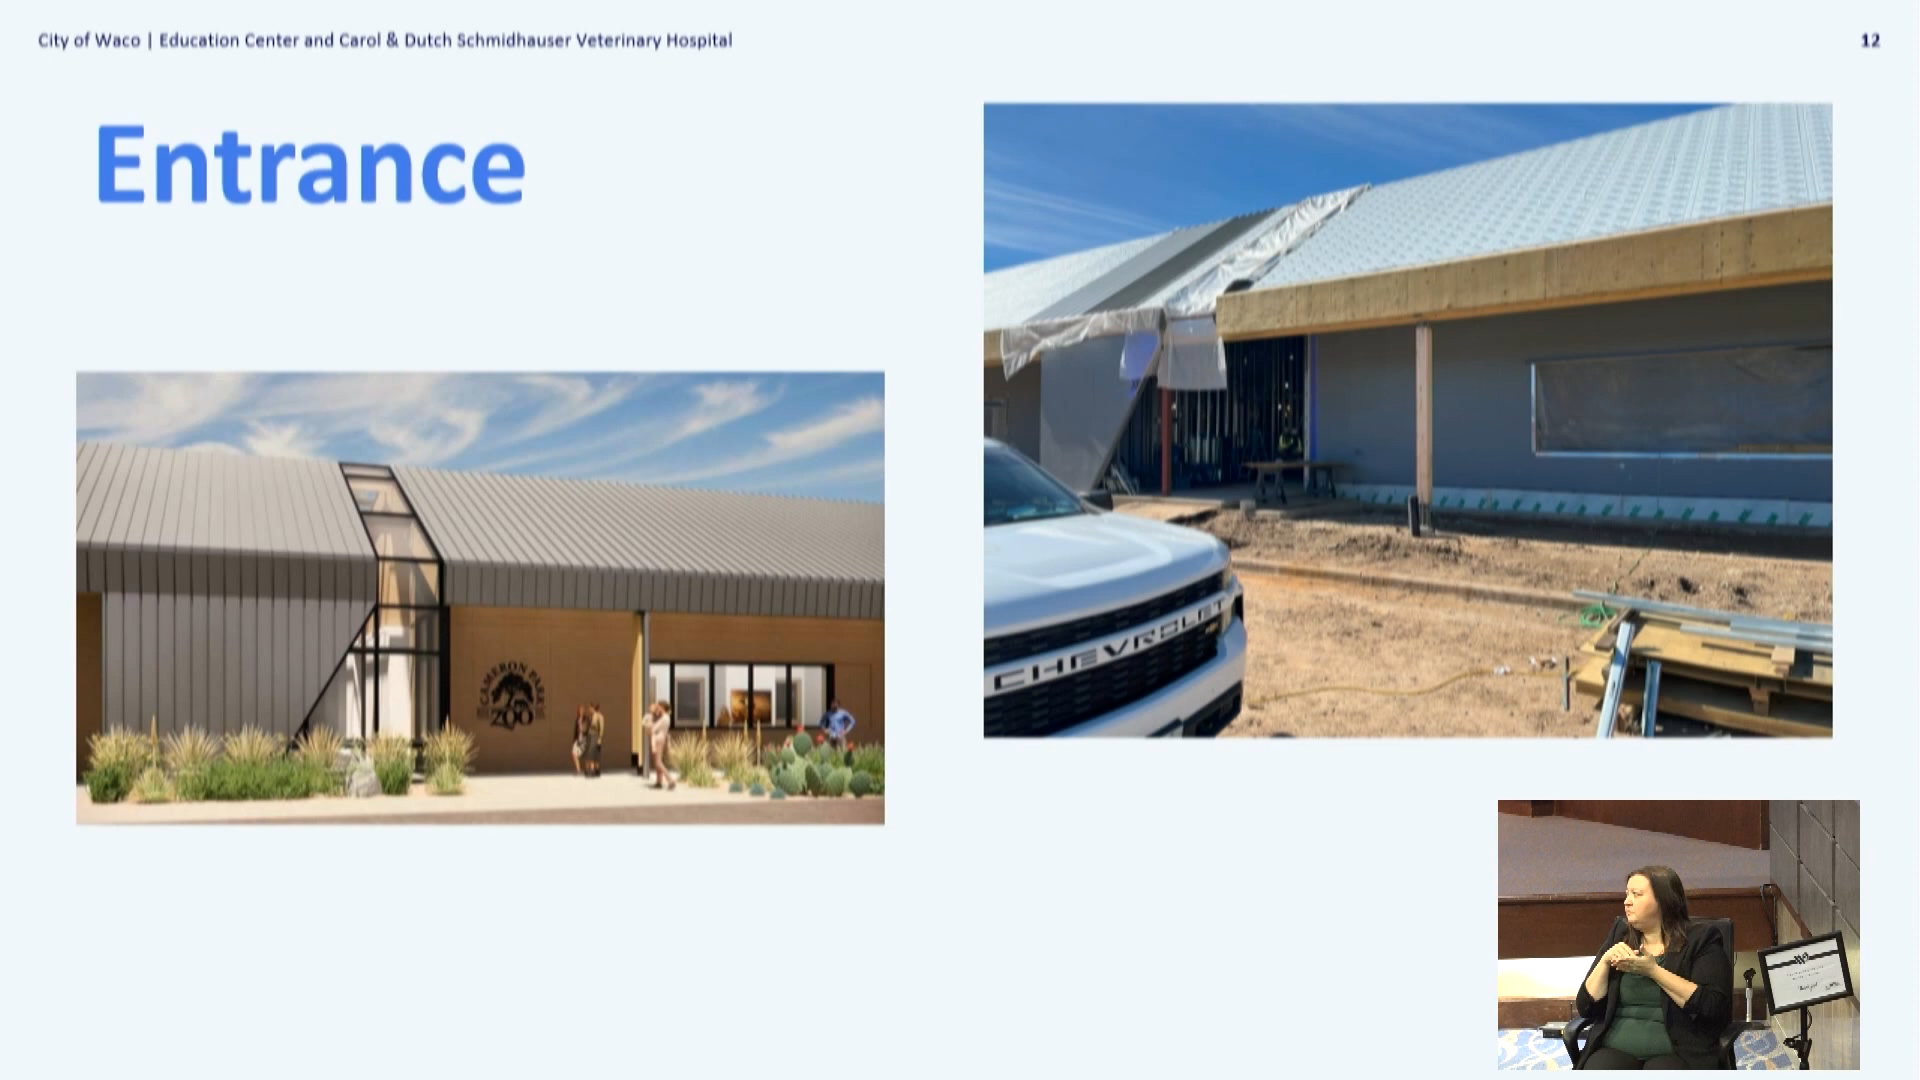 City of Waco | Education Center and Carol & Dutch Schmidhauser Veterinary Hospital
12
Entrance
CAMERON PARK
ZOO
CHEVROLET